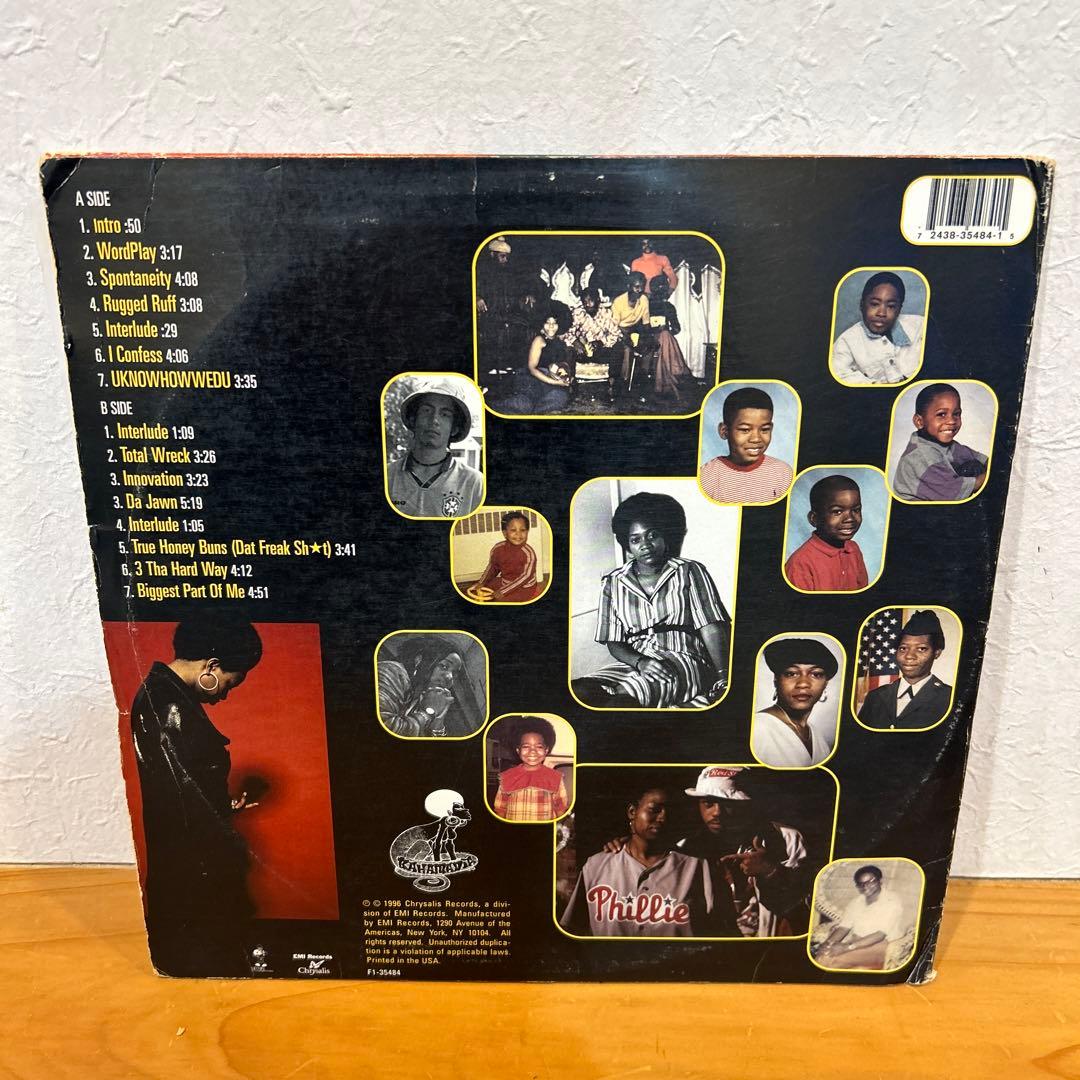 A SIDE
1. Intro :50
2. WordPlay 3:17
3. Spontaneity 4:08
4. Rugged Ruff 3:08
5. Interlude :29
6. I Confess 4:06
7. UKNOWHOWWEDU 3:35
B SIDE
1. Interlude 1:09
2. Total Wreck 3:26
3. Innovation 3:23
3. Da Jawn 5:19
4. Interlude 1:05
5. True Honey Buns (Dat Freak Sh★t) 3:41
6. 3 Tha Hard Way 4:12
7. Biggest Part Of Me 4:51
7 2438-35484-1 5
Phillie
BAHAMADIA
℗ © 1996 Chrysalis Records, a divi-
sion of EMI Records. Manufactured
by EMI Records, 1290 Avenue of the
Americas, New York, NY 10104. All
rights reserved. Unauthorized duplica-
tion is a violation of applicable laws.
Printed in the USA.
F1-35484
EMI Records
Chrysalis